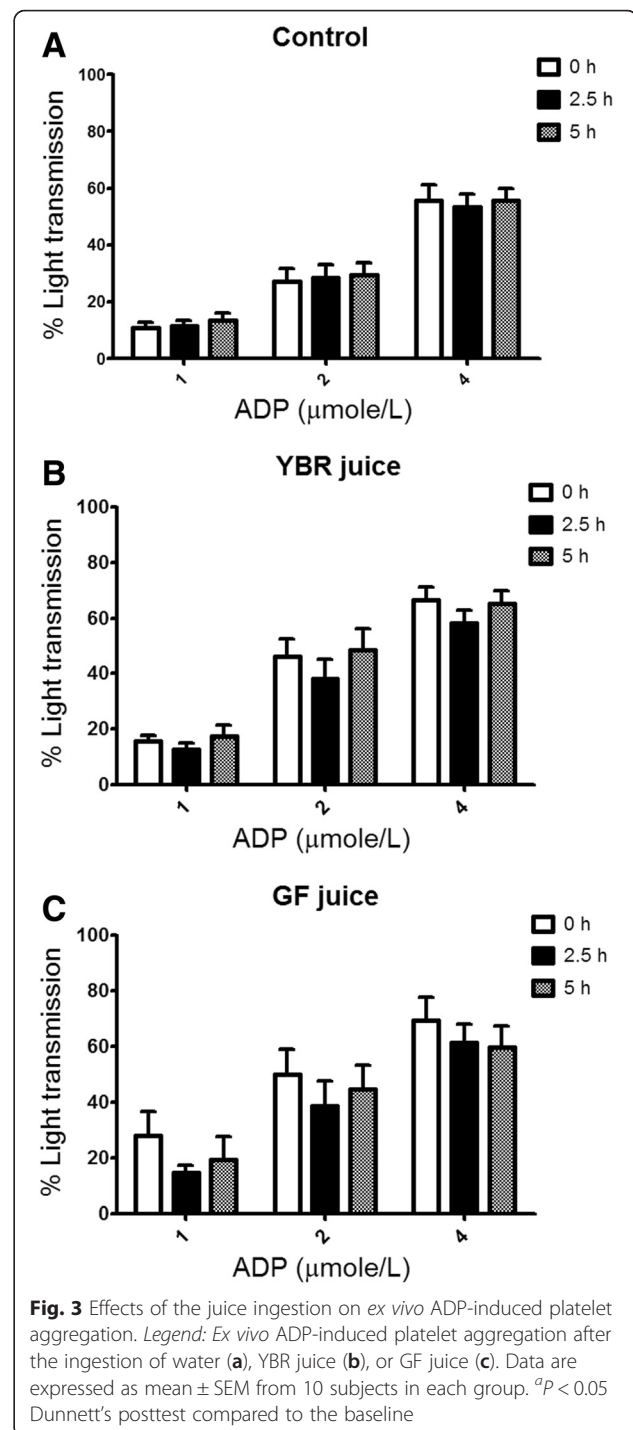 A
Control
0 h
2.5 h
5 h
100
80
60
40
20
0
% Light transmission
1
2
4
ADP (μmole/L)
B
YBR juice
0 h
2.5 h
5 h
100
80
60
40
20
0
% Light transmission
1
2
4
ADP (μmole/L)
C
GF juice
0 h
2.5 h
5 h
100
80
60
40
20
0
% Light transmission
1
2
4
ADP (μmole/L)
Fig. 3 Effects of the juice ingestion on ex vivo ADP-induced platelet
aggregation. Legend: Ex vivo ADP-induced platelet aggregation after
the ingestion of water (a), YBR juice (b), or GF juice (c). Data are
expressed as mean ± SEM from 10 subjects in each group. aP < 0.05
Dunnett's posttest compared to the baseline